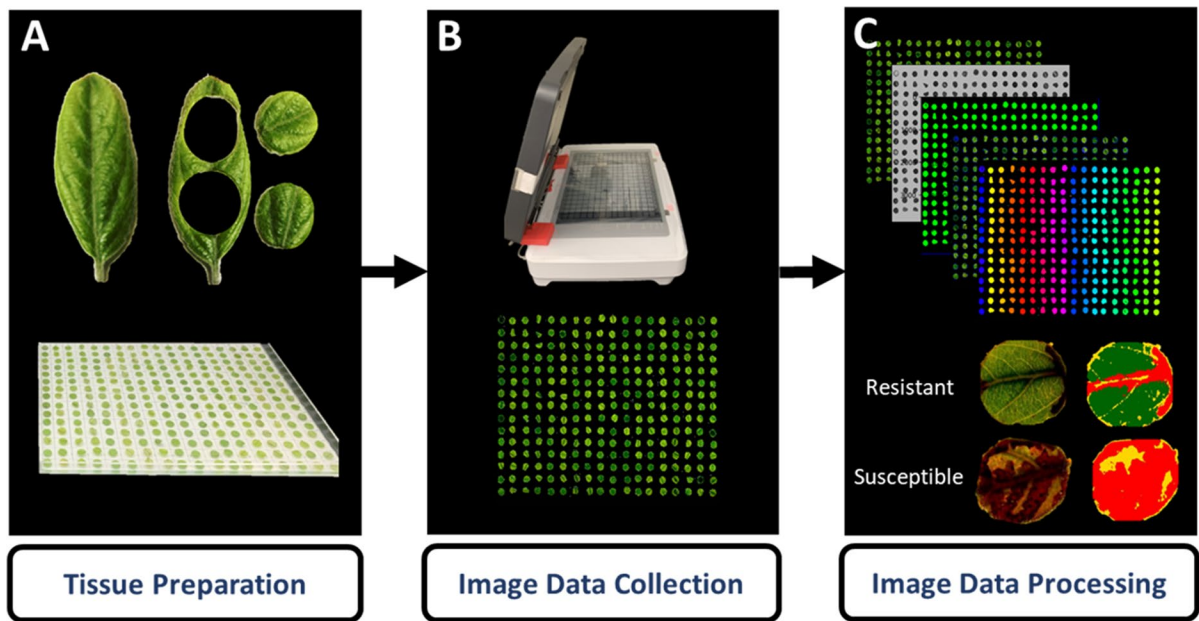 A
B
C
Resistant
Susceptible
Tissue Preparation
Image Data Collection
Image Data Processing